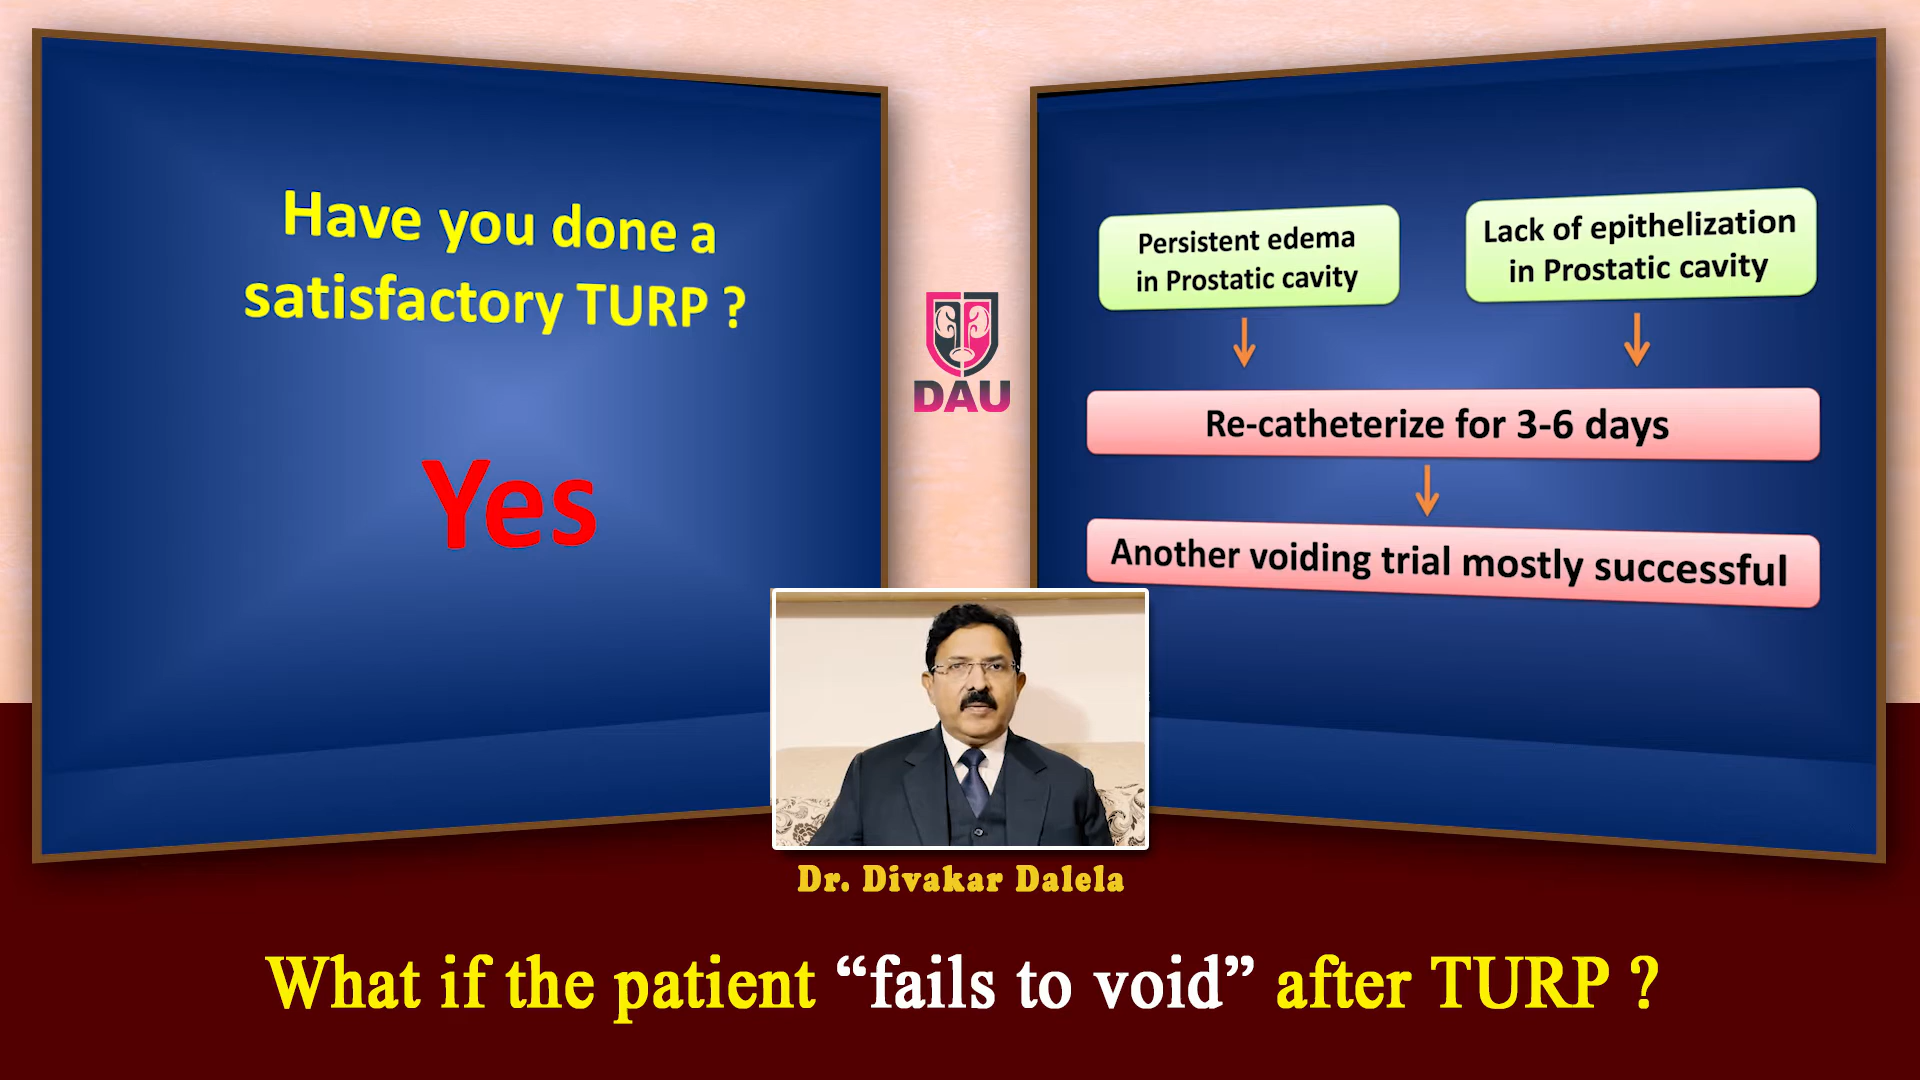 Have you done a
satisfactory TURP ?
Yes
DAU
Persistent edema
in Prostatic cavity
Lack of epithelization
in Prostatic cavity
Re-catheterize for 3-6 days
Another voiding trial mostly successful
Dr. Divakar Dalela
What if the patient “fails to void” after TURP ?